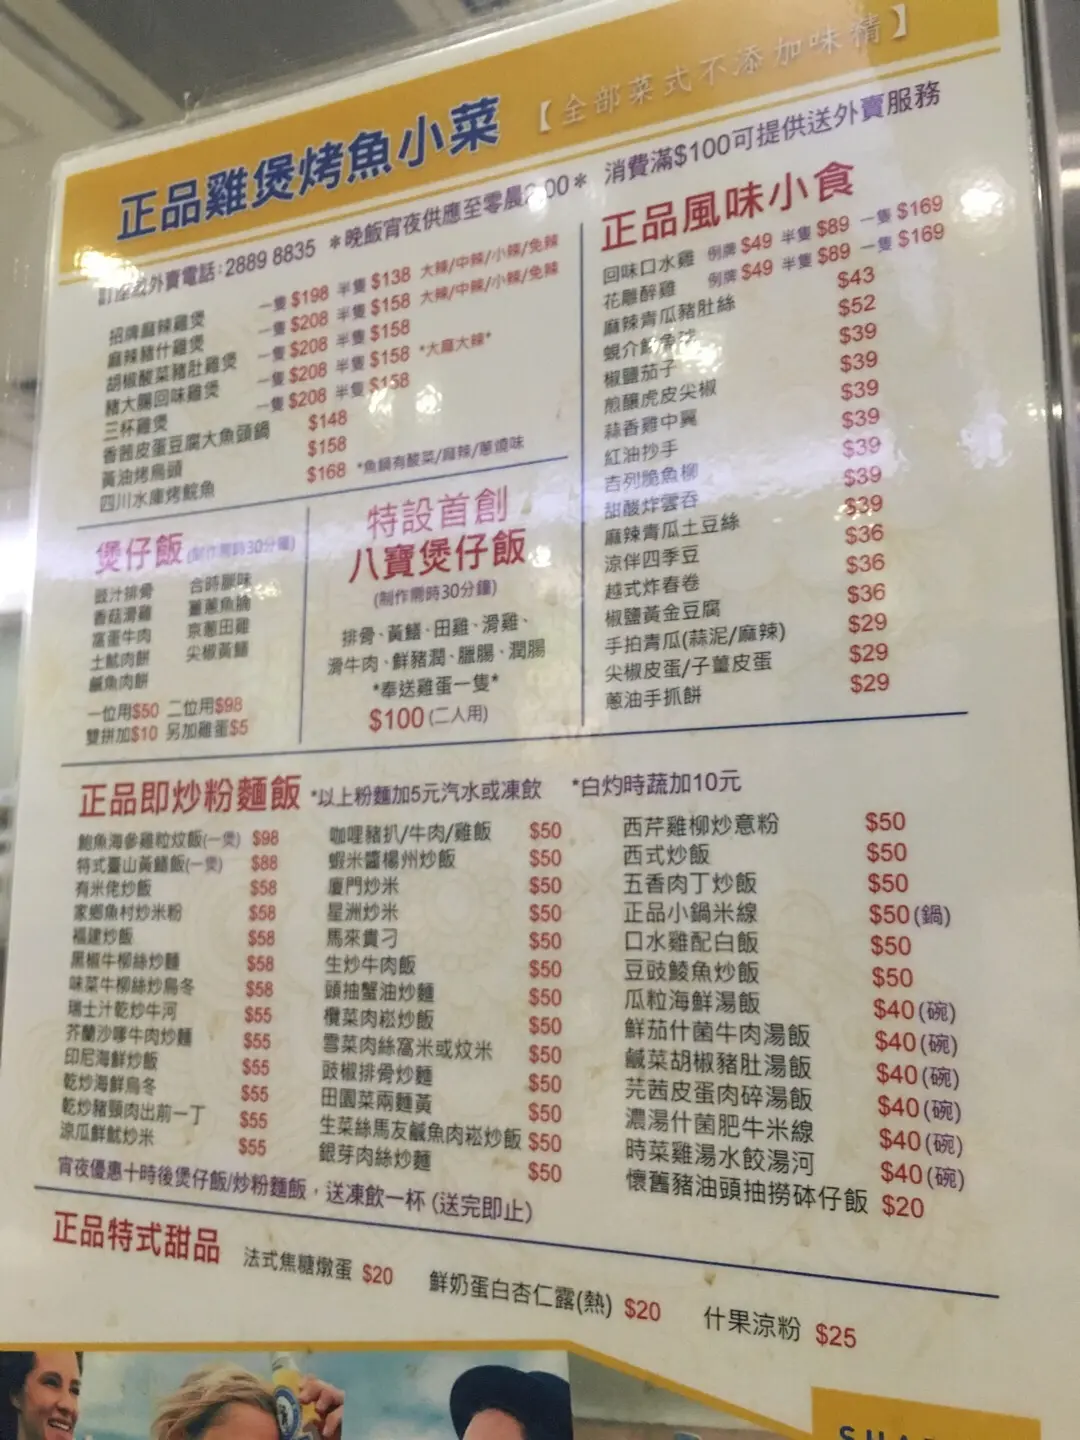 正品雞煲烤魚小菜 【全部菜式不添加味精】
訂座或外賣電話：2889 8835 *晚飯宵夜供應至零晨2:00* 消費滿$100可提供送外賣服務
招牌麻辣雞煲 一隻 $198 半隻 $138 大辣/中辣/小辣/免辣
麻辣豬什雞煲 一隻 $208 半隻 $158 大辣/中辣/小辣/免辣
胡椒酸菜豬肚雞煲 一隻 $208 半隻 $158
豬大腸回味雞煲 一隻 $208 半隻 $158 *大麻大辣*
三杯雞煲 一隻 $208 半隻 $158
香茜皮蛋豆腐大魚頭鍋 $148
黃油烤烏頭 $158
四川水庫烤鯇魚 $168 *魚鍋有酸菜/麻辣/蔥燒味
正品風味小食
回味口水雞 例牌 $49 半隻 $89 一隻 $169
花雕醉雞 例牌 $49 半隻 $89 一隻 $169
麻辣青瓜豬肚絲 $43
蜆介鯪魚球 $52
椒鹽茄子 $39
煎釀虎皮尖椒 $39
蒜香雞中翼 $39
紅油抄手 $39
吉列脆魚柳 $39
甜酸炸雲吞 $39
麻辣青瓜土豆絲 $39
涼伴四季豆 $36
越式炸春卷 $36
椒鹽黃金豆腐 $36
手拍青瓜(蒜泥/麻辣) $29
尖椒皮蛋/子薑皮蛋 $29
蔥油手抓餅 $29
煲仔飯 (制作需時30分鐘)
豉汁排骨 合時臘味
香菇滑雞 薑蔥魚腩
窩蛋牛肉 京蔥田雞
土魷肉餅 尖椒黃鱔
鹹魚肉餅
一位用$50 二位用$98
雙拼加$10 另加雞蛋$5
特設首創
八寶煲仔飯
(制作需時30分鐘)
排骨、黃鱔、田雞、滑雞、
滑牛肉、鮮豬潤、臘腸、潤腸
*奉送雞蛋一隻*
$100 (二人用)
正品即炒粉麵飯 *以上粉麵加5元汽水或凍飲 *白灼時蔬加10元
鮑魚海參雞粒炆飯(一煲) $98
特式臺山黃鱔飯(一煲) $88
有米佬炒飯 $58
家鄉魚村炒米粉 $58
福建炒飯 $58
黑椒牛柳絲炒麵 $58
味菜牛柳絲炒烏冬 $58
瑞士汁乾炒牛河 $55
芥蘭沙嗲牛肉炒麵 $55
印尼海鮮炒飯 $55
乾炒海鮮烏冬 $55
乾炒豬頸肉出前一丁 $55
涼瓜鮮魷炒米 $55
咖哩豬扒/牛肉/雞飯 $50
蝦米醬楊州炒飯 $50
廈門炒米 $50
星洲炒米 $50
馬來貴刁 $50
生炒牛肉飯 $50
頭抽蟹油炒麵 $50
欖菜肉崧炒飯 $50
雪菜肉絲窩米或炆米 $50
豉椒排骨炒麵 $50
田園菜兩麵黃 $50
生菜絲馬友鹹魚肉崧炒飯 $50
銀芽肉絲炒麵 $50
西芹雞柳炒意粉 $50
西式炒飯 $50
五香肉丁炒飯 $50
正品小鍋米線 $50 (鍋)
口水雞配白飯 $50
豆豉鯪魚炒飯 $50
瓜粒海鮮湯飯 $40 (碗)
鮮茄什菌牛肉湯飯 $40 (碗)
鹹菜胡椒豬肚湯飯 $40 (碗)
芫茜皮蛋肉碎湯飯 $40 (碗)
濃湯什菌肥牛米線 $40 (碗)
時菜雞湯水餃湯河 $40 (碗)
懷舊豬油頭抽撈砵仔飯 $20
宵夜優惠十時後煲仔飯/炒粉麵飯，送凍飲一杯 (送完即止)
正品特式甜品 法式焦糖燉蛋 $20 鮮奶蛋白杏仁露(熱) $20 什果涼粉 $25